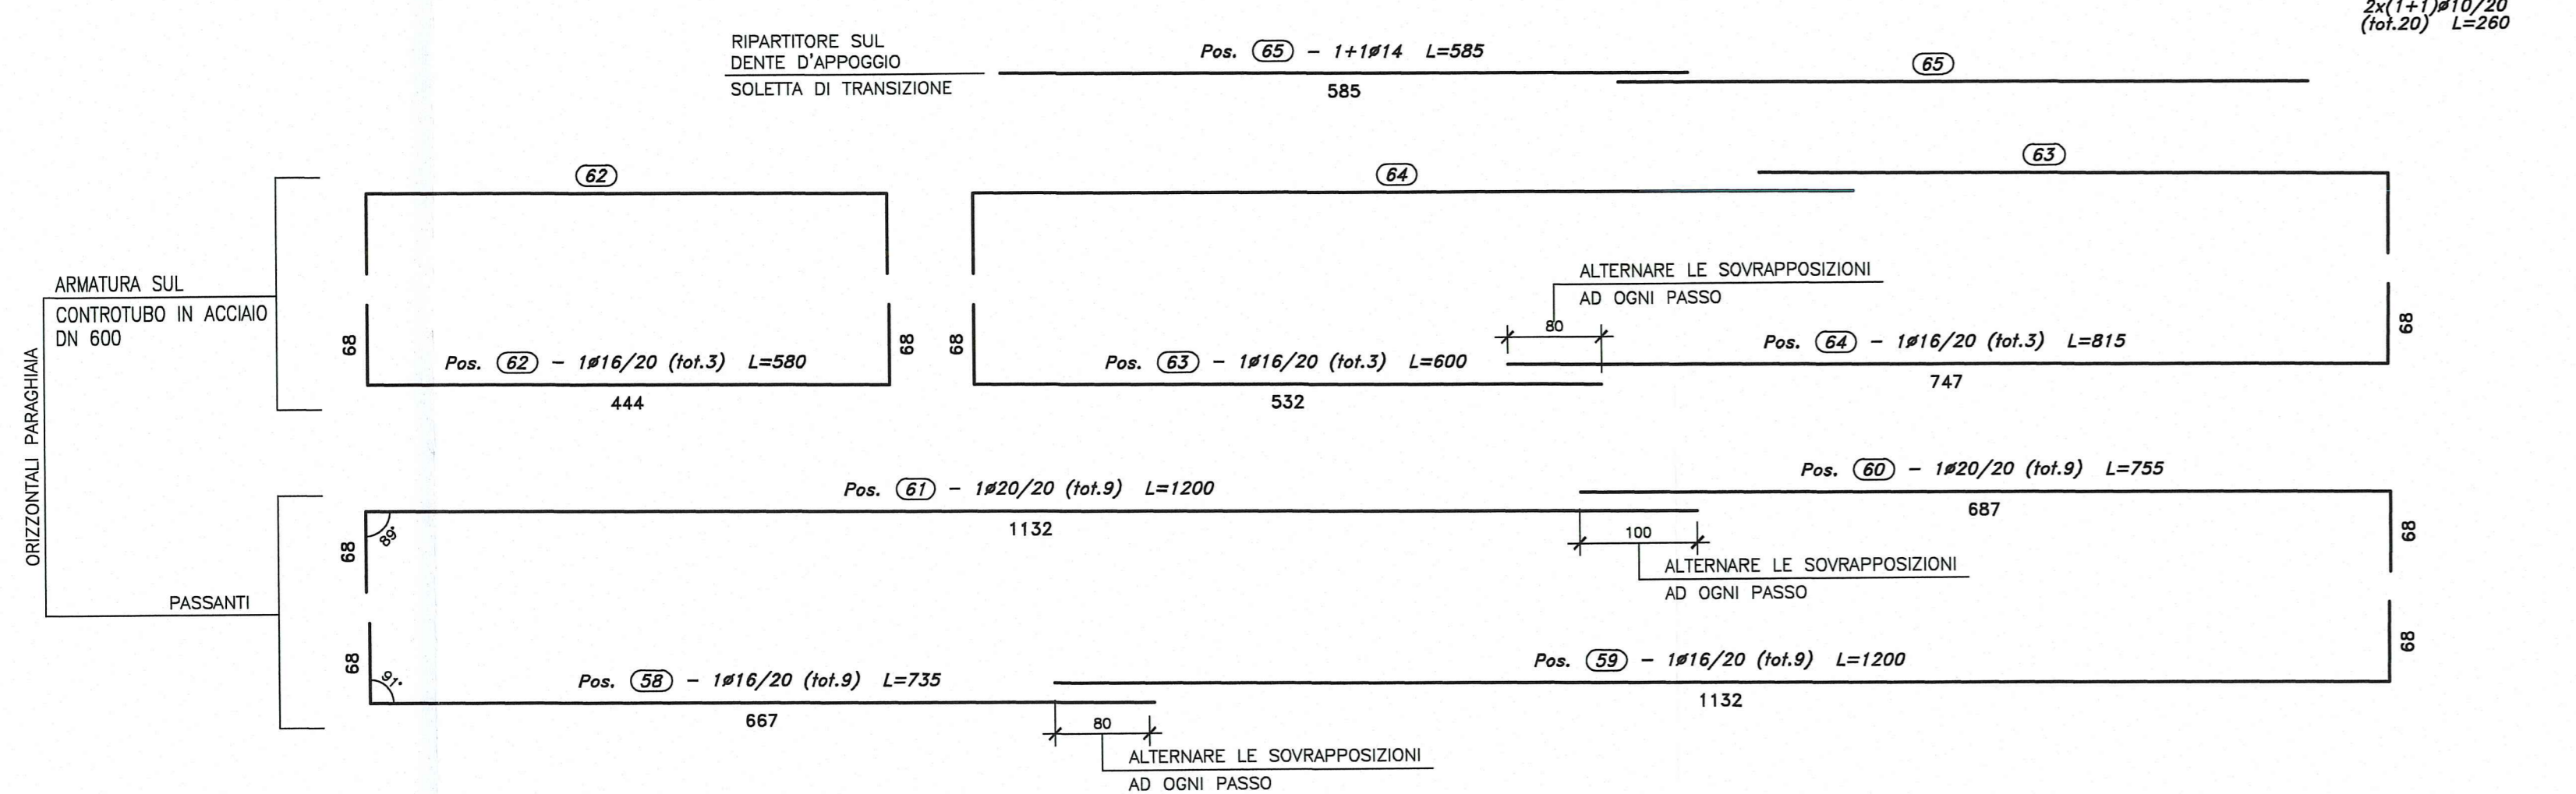 2x(1+1)ø10/20
(tot.20) L=260
RIPARTITORE SUL
DENTE D'APPOGGIO
SOLETTA DI TRANSIZIONE
Pos. 65 - 1+1ø14 L=585
585
65
62
64
63
ORIZZONTALI PARAGHIAIA
ARMATURA SUL
CONTROTUBO IN ACCIAIO
DN 600
68
Pos. 62 - 1ø16/20 (tot.3) L=580
444
68
68
Pos. 63 - 1ø16/20 (tot.3) L=600
532
ALTERNARE LE SOVRAPPOSIZIONI
AD OGNI PASSO
80
Pos. 64 - 1ø16/20 (tot.3) L=815
747
68
PASSANTI
68
89°
Pos. 61 - 1ø20/20 (tot.9) L=1200
1132
Pos. 60 - 1ø20/20 (tot.9) L=755
687
68
100
ALTERNARE LE SOVRAPPOSIZIONI
AD OGNI PASSO
68
91°
Pos. 58 - 1ø16/20 (tot.9) L=735
667
Pos. 59 - 1ø16/20 (tot.9) L=1200
1132
68
80
ALTERNARE LE SOVRAPPOSIZIONI
AD OGNI PASSO